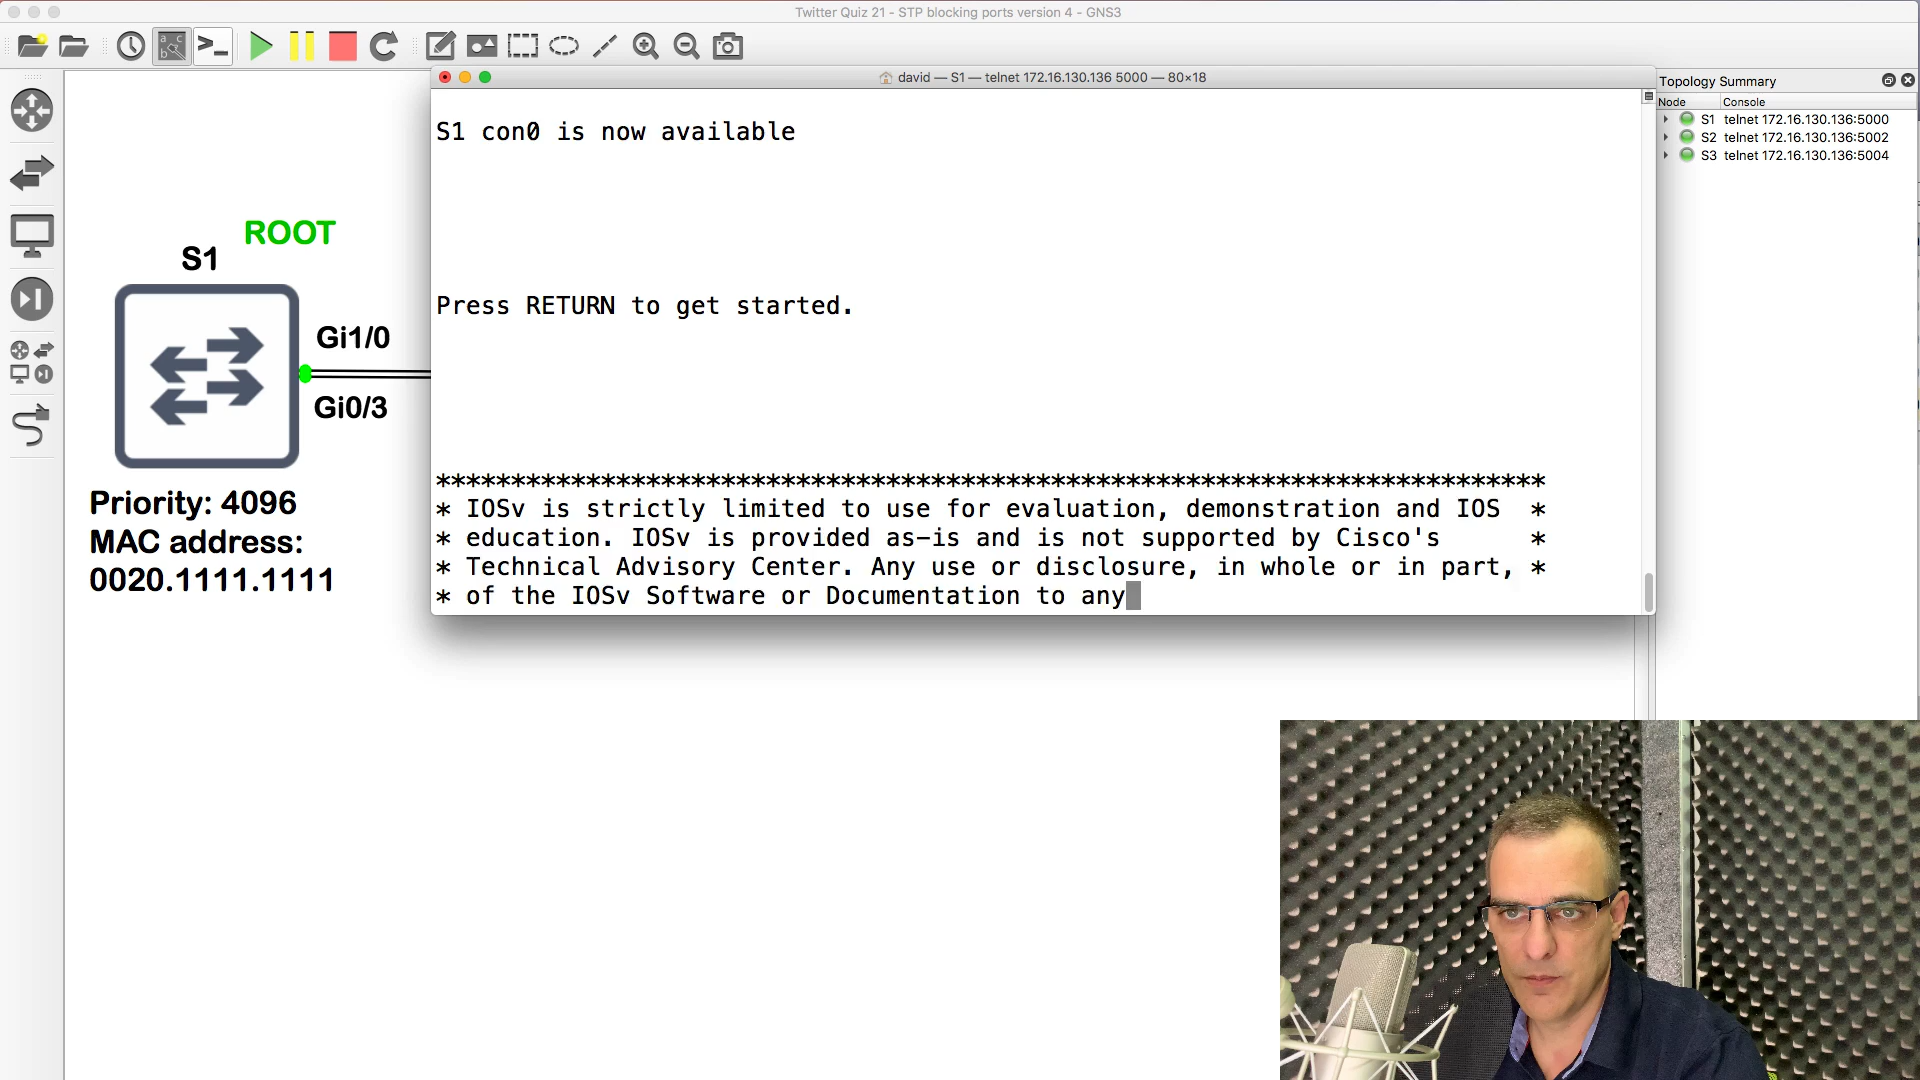 Twitter Quiz 21 - STP blocking ports version 4 - GNS3
david — S1 — telnet 172.16.130.136 5000 — 80×18
S1 con0 is now available
Press RETURN to get started.
********************************************************************************
* IOSv is strictly limited to use for evaluation, demonstration and IOS  *
* education. IOSv is provided as-is and is not supported by Cisco's      *
* Technical Advisory Center. Any use or disclosure, in whole or in part, *
* of the IOSv Software or Documentation to any
ROOT
S1
Gi1/0
Gi0/3
Priority: 4096
MAC address:
0020.1111.1111
Topology Summary
Node Console
S1 telnet 172.16.130.136:5000
S2 telnet 172.16.130.136:5002
S3 telnet 172.16.130.136:5004